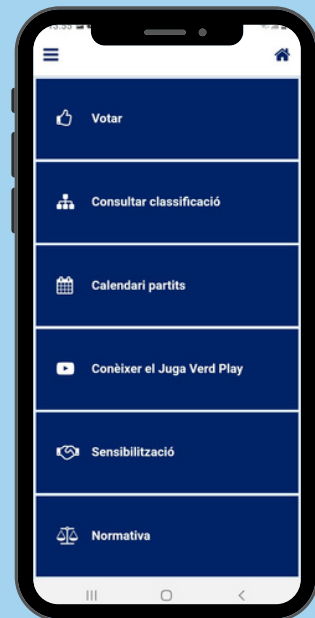 Votar
Consultar classificació
Calendari partits
Conèixer el Juga Verd Play
Sensibilització
Normativa